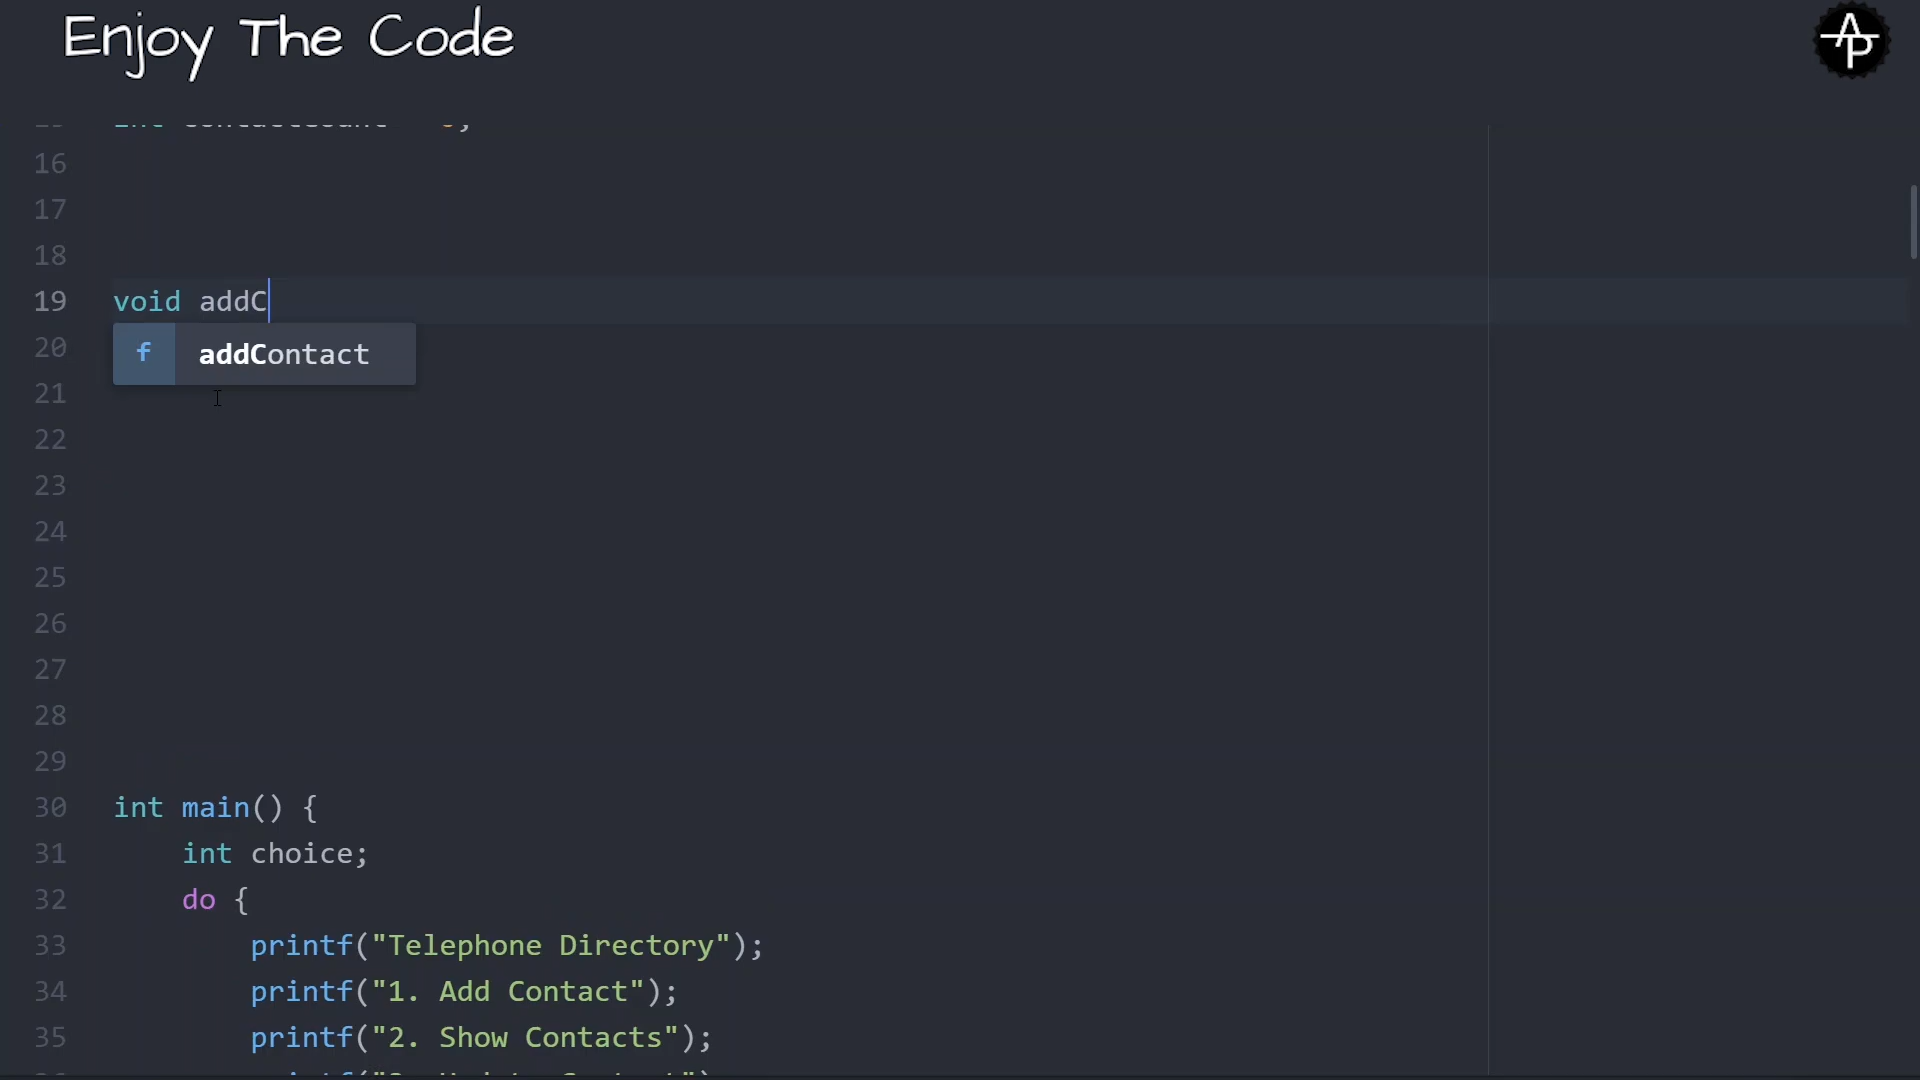 Enjoy The Code
AP
16
17
18
19 void addC
20 f addContact
21
22
23
24
25
26
27
28
29
30 int main() {
31 int choice;
32 do {
33 printf("Telephone Directory");
34 printf("1. Add Contact");
35 printf("2. Show Contacts");